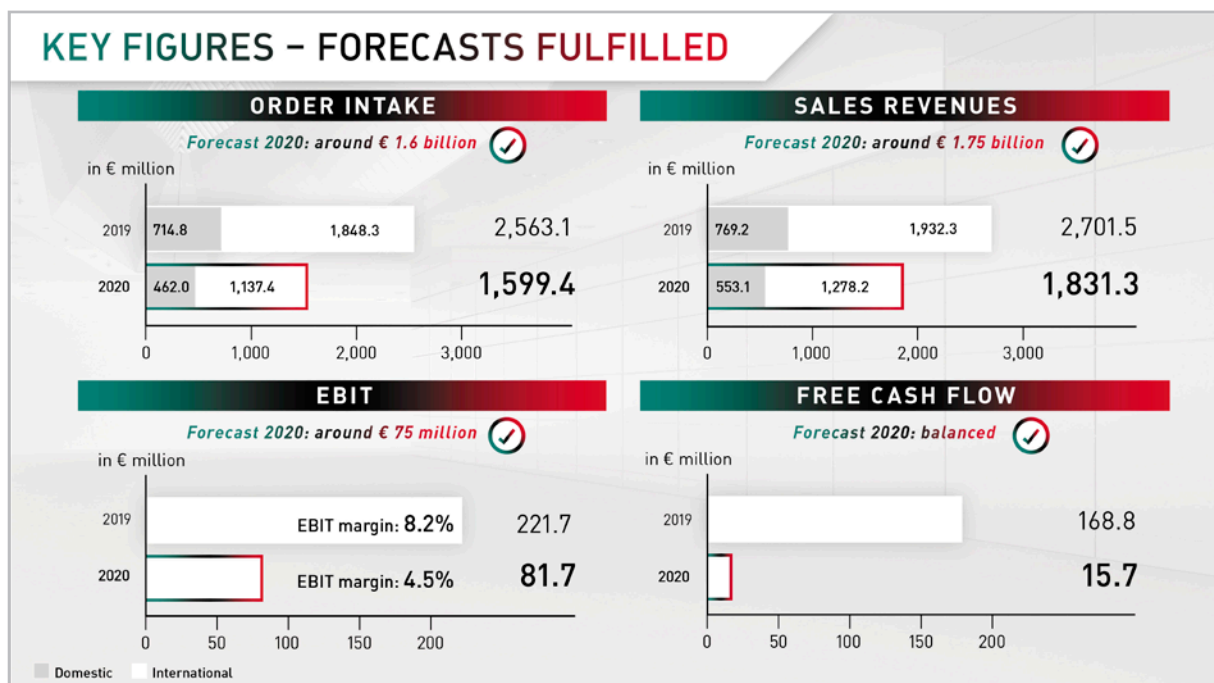 KEY FIGURES – FORECASTS FULFILLED
ORDER INTAKE
Forecast 2020: around € 1.6 billion
in € million
2019 714.8 1,848.3 2,563.1
2020 462.0 1,137.4 1,599.4
0 1,000 2,000 3,000
SALES REVENUES
Forecast 2020: around € 1.75 billion
in € million
2019 769.2 1,932.3 2,701.5
2020 553.1 1,278.2 1,831.3
0 1,000 2,000 3,000
EBIT
Forecast 2020: around € 75 million
in € million
2019 EBIT margin: 8.2% 221.7
2020 EBIT margin: 4.5% 81.7
0 50 100 150 200
FREE CASH FLOW
Forecast 2020: balanced
in € million
2019 168.8
2020 15.7
0 50 100 150 200
Domestic International